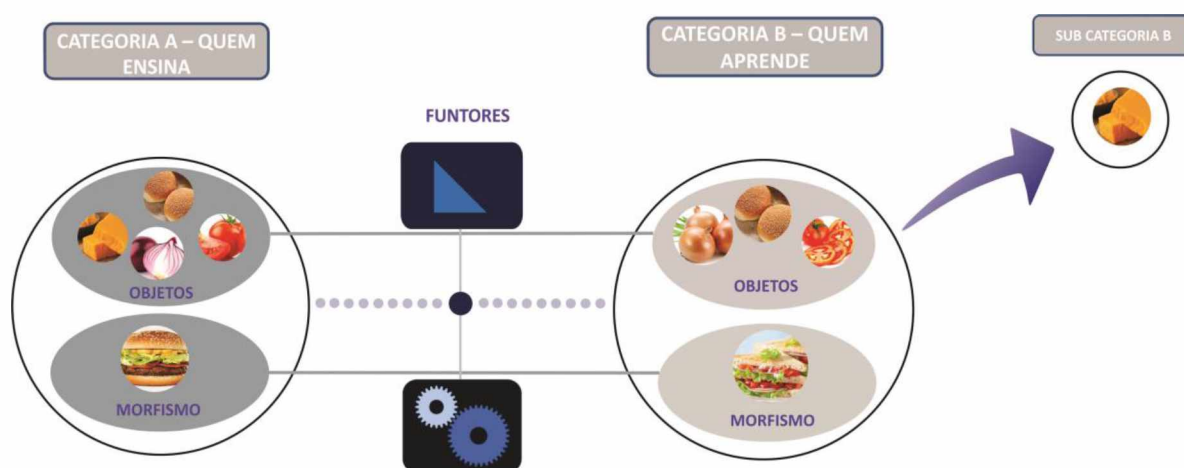 CATEGORIA A – QUEM
ENSINA
CATEGORIA B – QUEM
APRENDE
SUB CATEGORIA B
FUNTORES
OBJETOS
OBJETOS
MORFISMO
MORFISMO